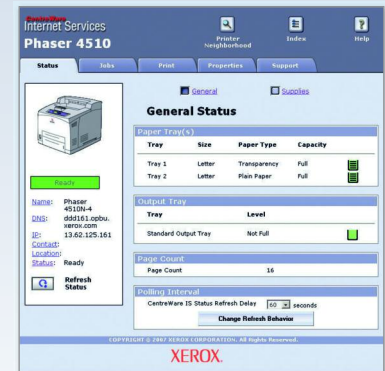 CentreWare
Internet Services
Phaser 4510
Printer Neighborhood
Index
Help
Status Jobs Print Properties Support
General Supplies
General Status
Paper Tray(s)
Tray Size Paper Type Capacity
Tray 1 Letter Transparency Full
Tray 2 Letter Plain Paper Full
Output Tray
Tray Level
Standard Output Tray Not Full
Page Count
Page Count 16
Polling Interval
CentreWare IS Status Refresh Delay 60 seconds
Change Refresh Behavior
Ready
Name: Phaser
4510N-4
DNS: ddd161.opbu.
xerox.com
IP: 13.62.125.161
Contact:
Location:
Status: Ready
Refresh
Status
COPYRIGHT © 2007 XEROX CORPORATION. All Rights Reserved.
XEROX.